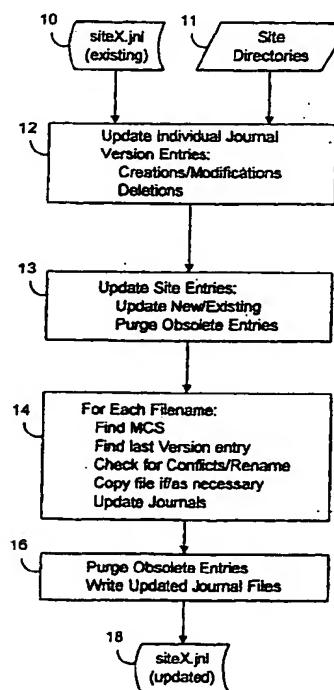 10
siteX.jnl
(existing)
11
Site
Directories
12
Update Individual Journal
Version Entries:
Creations/Modifications
Deletions
13
Update Site Entries:
Update New/Existing
Purge Obsolete Entries
14
For Each Filename:
Find MCS
Find last Version entry
Check for Conflicts/Rename
Copy file if/as necessary
Update Journals
16
Purge Obsolete Entries
Write Updated Journal Files
18
siteX.jnl
(updated)